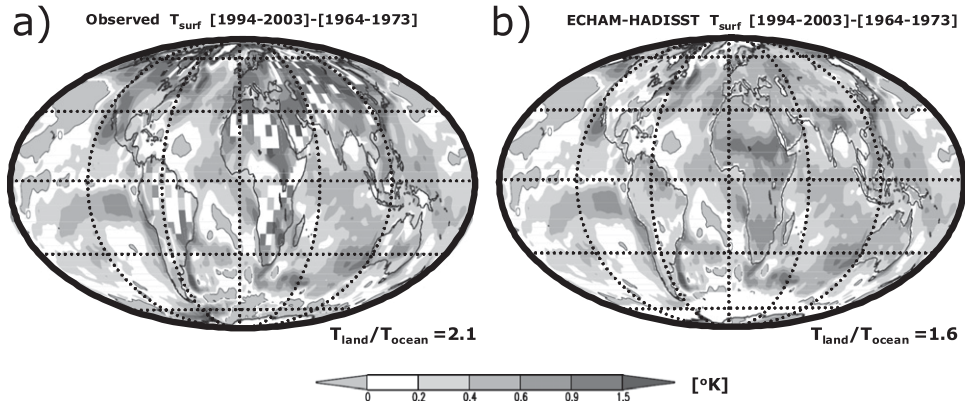 a) Observed T_surf [1994-2003]-[1964-1973]
T_land/T_ocean =2.1
b) ECHAM-HADISST T_surf [1994-2003]-[1964-1973]
T_land/T_ocean =1.6
0 0.2 0.4 0.6 0.9 1.5 [°K]